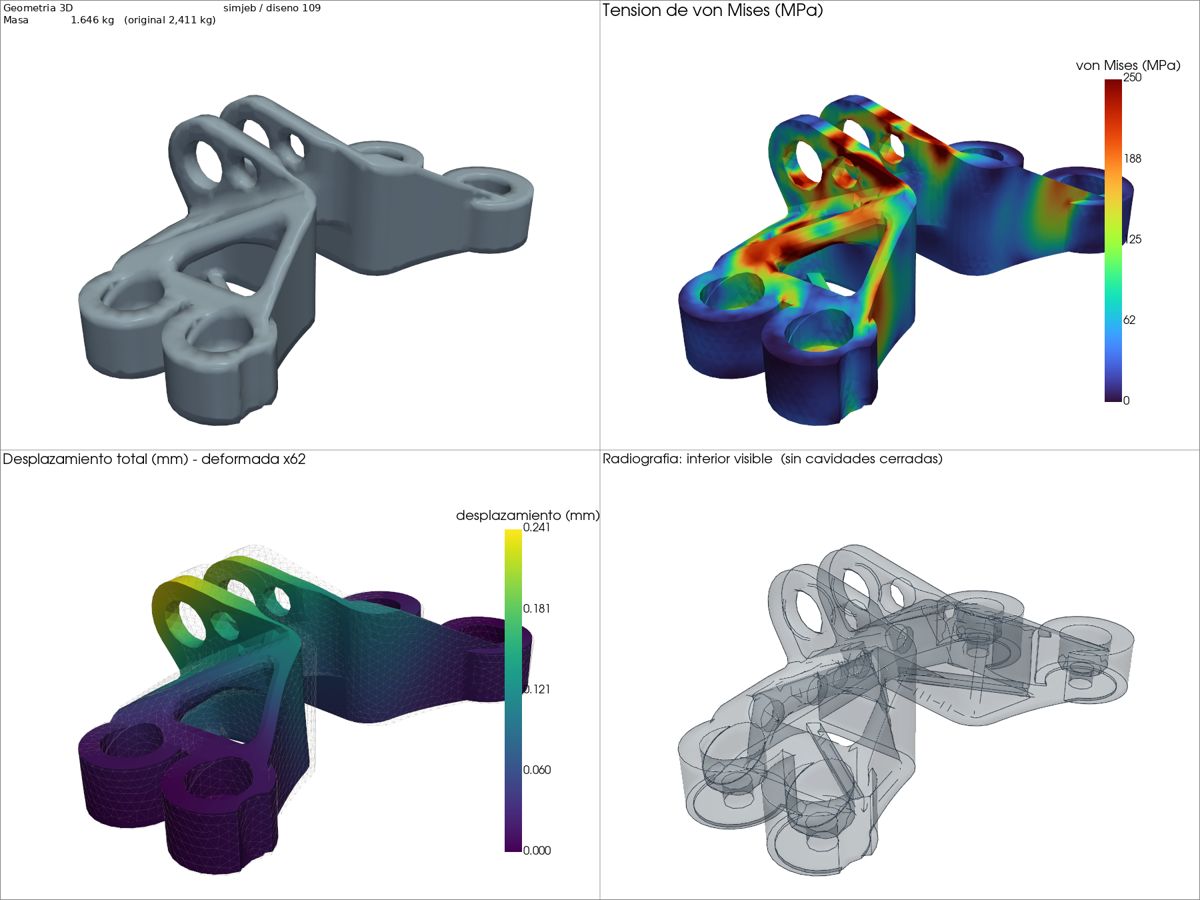 Geometria 3D simjeb / diseno 109
Masa 1.646 kg (original 2,411 kg)
Tension de von Mises (MPa)
von Mises (MPa)
250
188
125
62
0
Desplazamiento total (mm) - deformada x62
desplazamiento (mm)
0.241
0.181
0.121
0.060
0.000
Radiografia: interior visible (sin cavidades cerradas)